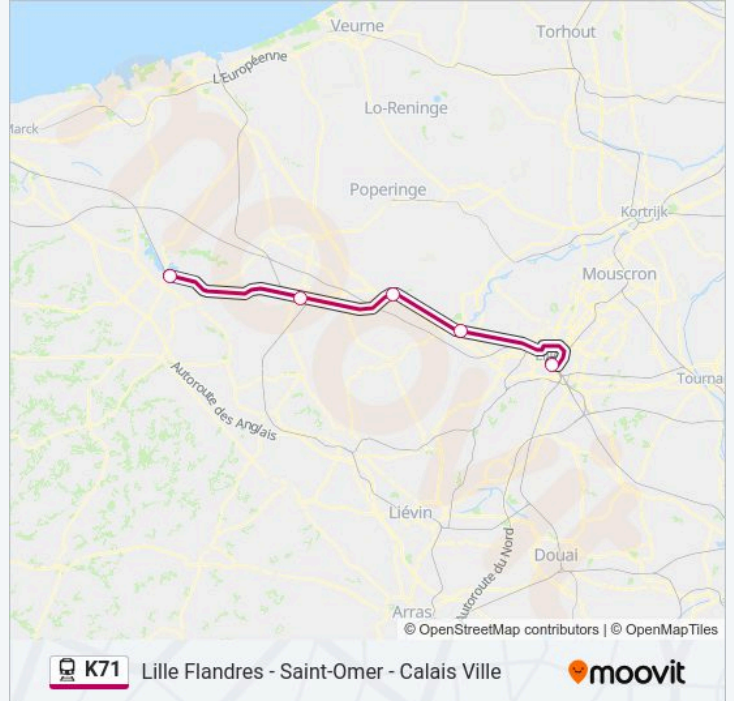 Veurne
Torhout
L'Européenne
Lo-Reninge
Marck
Poperinge
Kortrijk
Mouscron
Autoroute des Anglais
Tourna
Liévin
Autoroute du Nord
Douai
Arras
© OpenStreetMap contributors | © OpenMapTiles
K71 Lille Flandres - Saint-Omer - Calais Ville
moovit
moovit